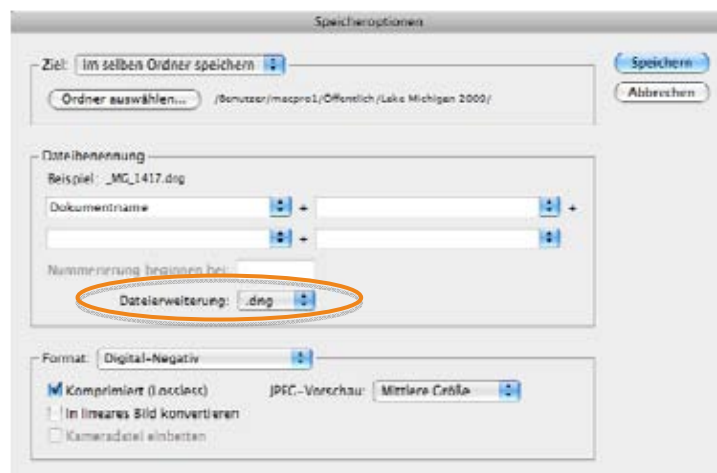 Speicheroptionen
Ziel: Im selben Ordner speichern
Speichern
Ordner auswählen... /Benutzer/macpro1/Öffentlich/Lake Michigan 2009/
Abbrechen
Dateibenennung
Beispiel: _MG_1417.dng
Dokumentname + +
+
Nummerierung beginnen bei:
Dateierweiterung: .dng
Format: Digital-Negativ
Komprimiert (Lossless) JPEG-Vorschau: Mittlere Größe
In lineares Bild konvertieren
Kameradatei einbetten